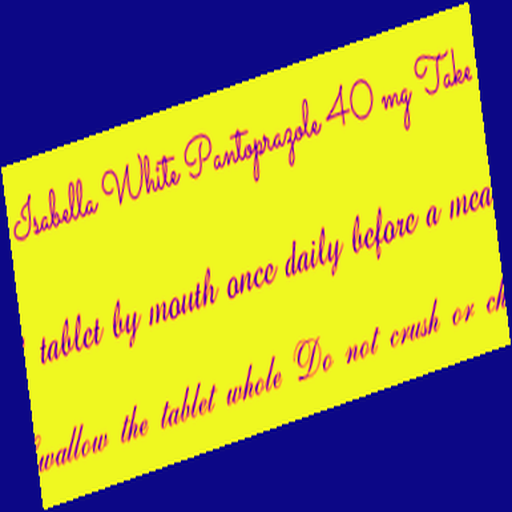 Isabella White Pantoprazole 40 mg Take
tablet by mouth once daily before a mea
wallow the tablet whole Do not crush or ch